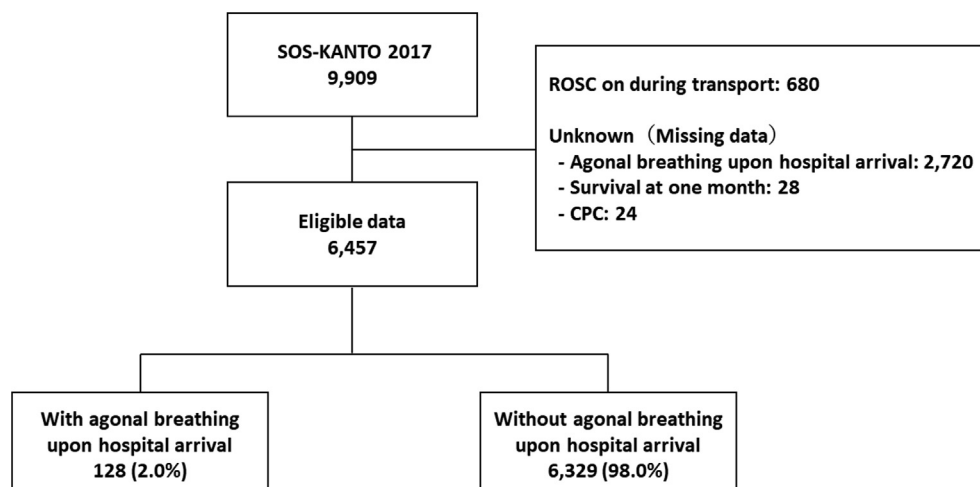 SOS-KANTO 2017
9,909
ROSC on during transport: 680
Unknown（Missing data）
- Agonal breathing upon hospital arrival: 2,720
- Survival at one month: 28
- CPC: 24
Eligible data
6,457
With agonal breathing
upon hospital arrival
128 (2.0%)
Without agonal breathing
upon hospital arrival
6,329 (98.0%)